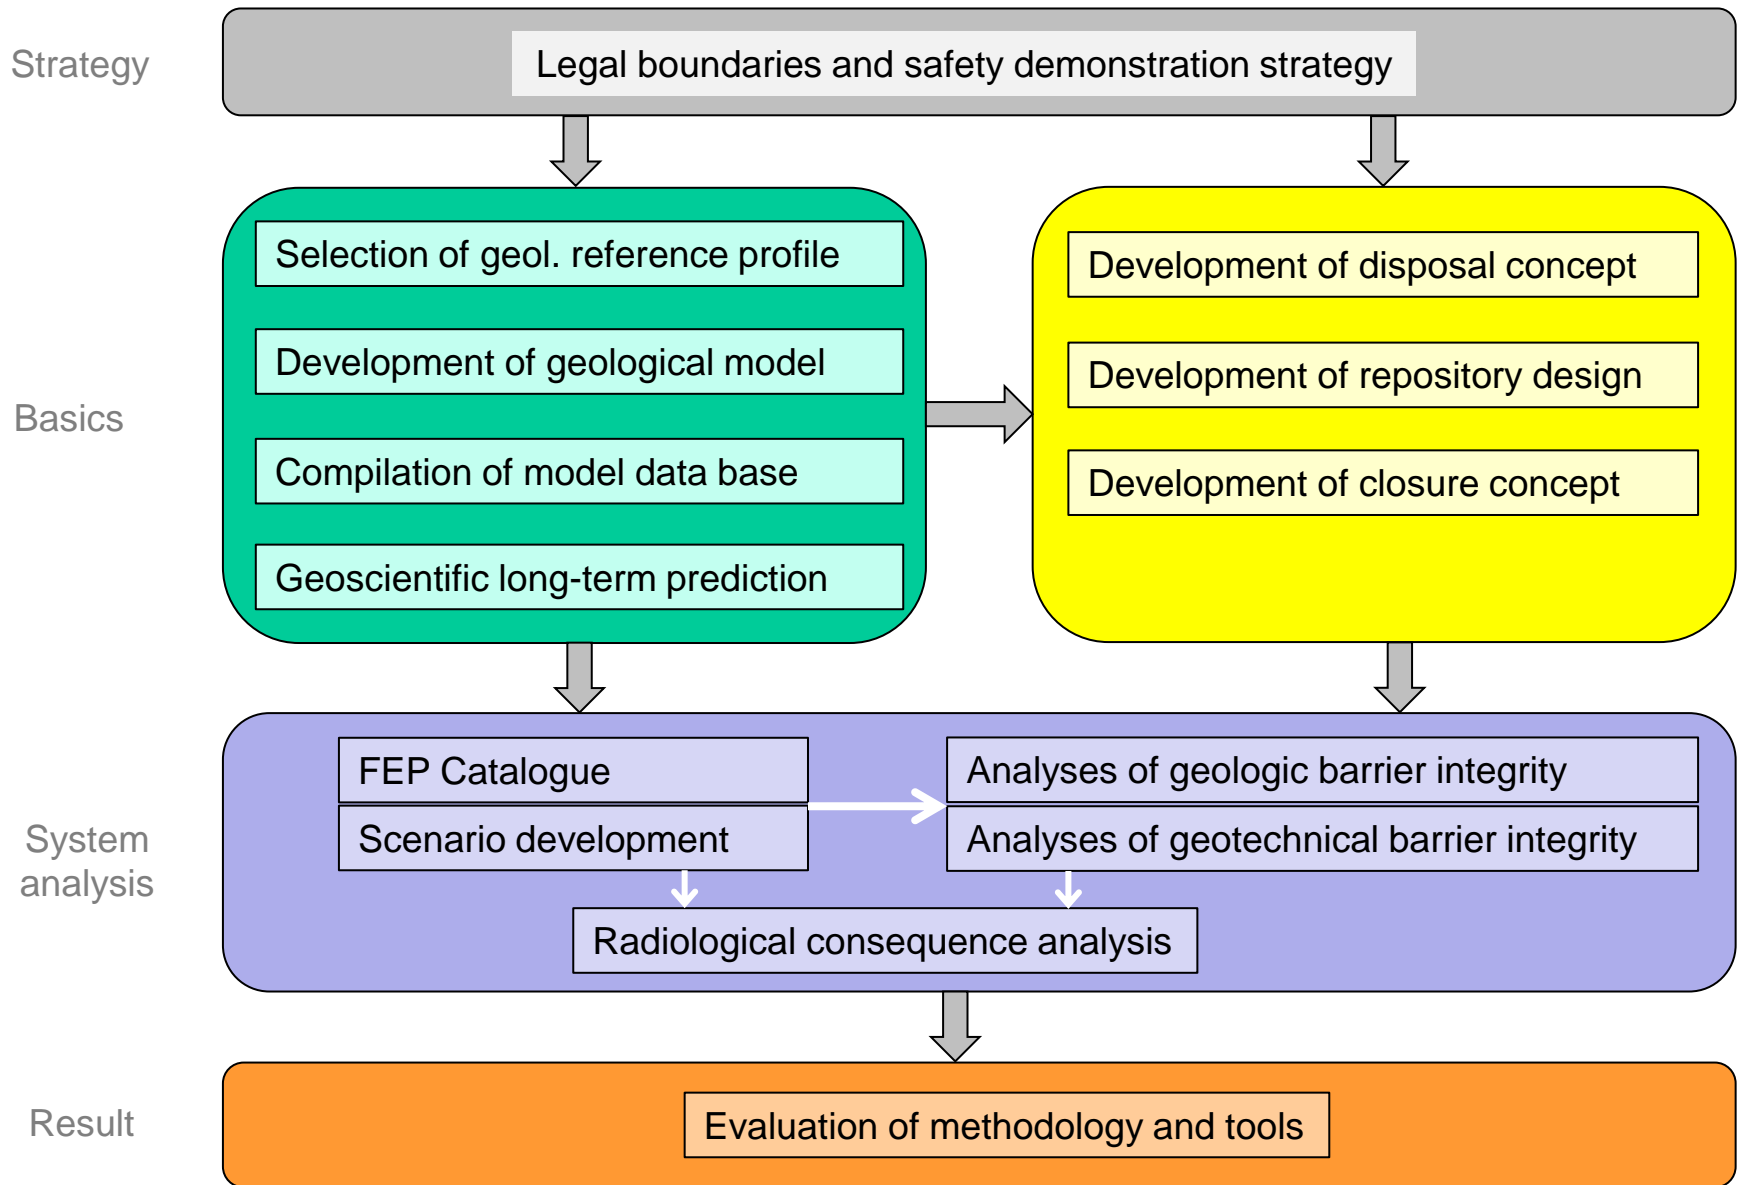 Strategy
Legal boundaries and safety demonstration strategy
Basics
Selection of geol. reference profile
Development of geological model
Compilation of model data base
Geoscientific long-term prediction
Development of disposal concept
Development of repository design
Development of closure concept
System
analysis
FEP Catalogue
Scenario development
Analyses of geologic barrier integrity
Analyses of geotechnical barrier integrity
Radiological consequence analysis
Result
Evaluation of methodology and tools